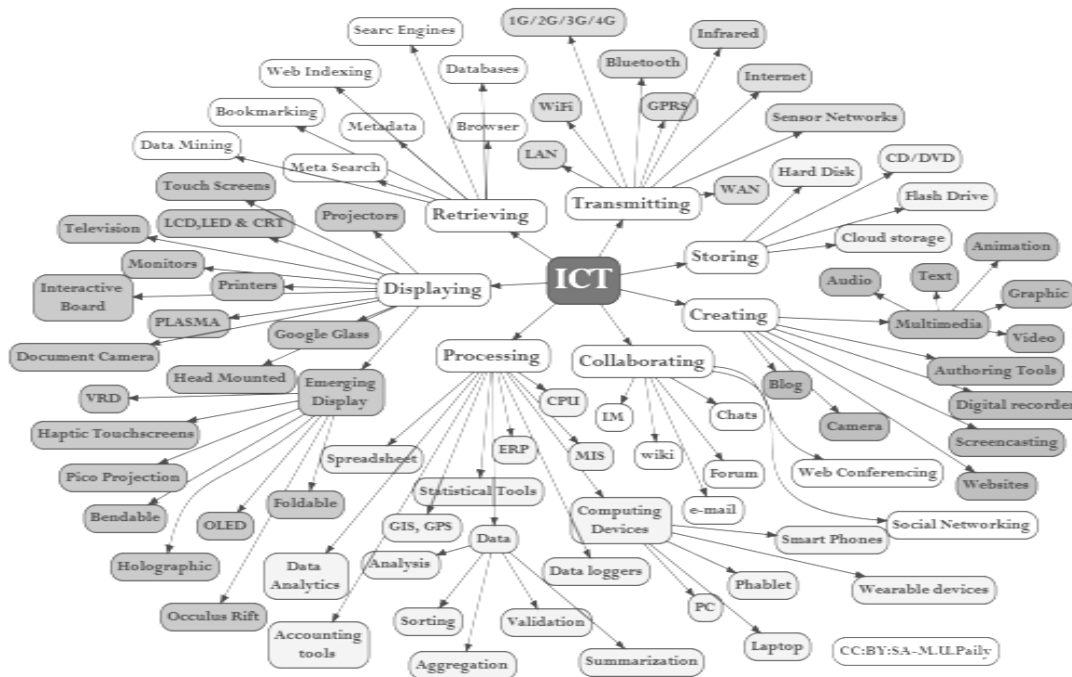 1G/2G/3G/4G
Searc Engines
Infrared
Bluetooth
Databases
Web Indexing
Internet
WiFi
GPRS
Bookmarking
Metadata
Browser
Sensor Networks
Data Mining
LAN
CD/DVD
Meta Search
Hard Disk
Touch Screens
WAN
Flash Drive
Projectors
Retrieving
Transmitting
LCD,LED & CRT
Television
Cloud storage
Storing
Animation
Monitors
ICT
Text
Audio
Interactive
Board
Printers
Displaying
Graphic
Creating
PLASMA
Multimedia
Google Glass
Video
Document Camera
Processing
Collaborating
Authoring Tools
Head Mounted
Emerging
Display
Blog
VRD
CPU
Digital recorder
IM
Chats
Camera
Haptic Touchscreens
ERP
Screencasting
Spreadsheet
MIS
wiki
Forum
Web Conferencing
Pico Projection
Websites
Statistical Tools
Foldable
Computing
Devices
e-mail
Bendable
OLED
GIS, GPS
Social Networking
Data
Smart Phones
Holographic
Data
Analytics
Analysis
Data loggers
Phablet
Wearable devices
PC
Occulus Rift
Sorting
Validation
Accounting
tools
Laptop
CC:BY:SA-M.U.Paily
Aggregation
Summarization